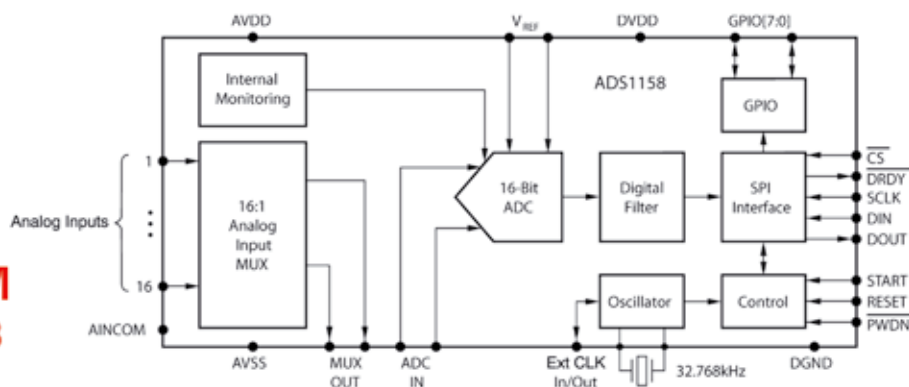 AVDD
VREF
DVDD
GPIO[7:0]
ADS1158
Internal
Monitoring
GPIO
1
16:1
Analog
Input
MUX
16-Bit
ADC
Digital
Filter
SPI
Interface
CS
DRDY
SCLK
DIN
DOUT
Analog Inputs
16
AINCOM
Oscillator
Control
START
RESET
PWDN
AVSS
MUX
OUT
ADC
IN
Ext CLK
In/Out
32.768kHz
DGND